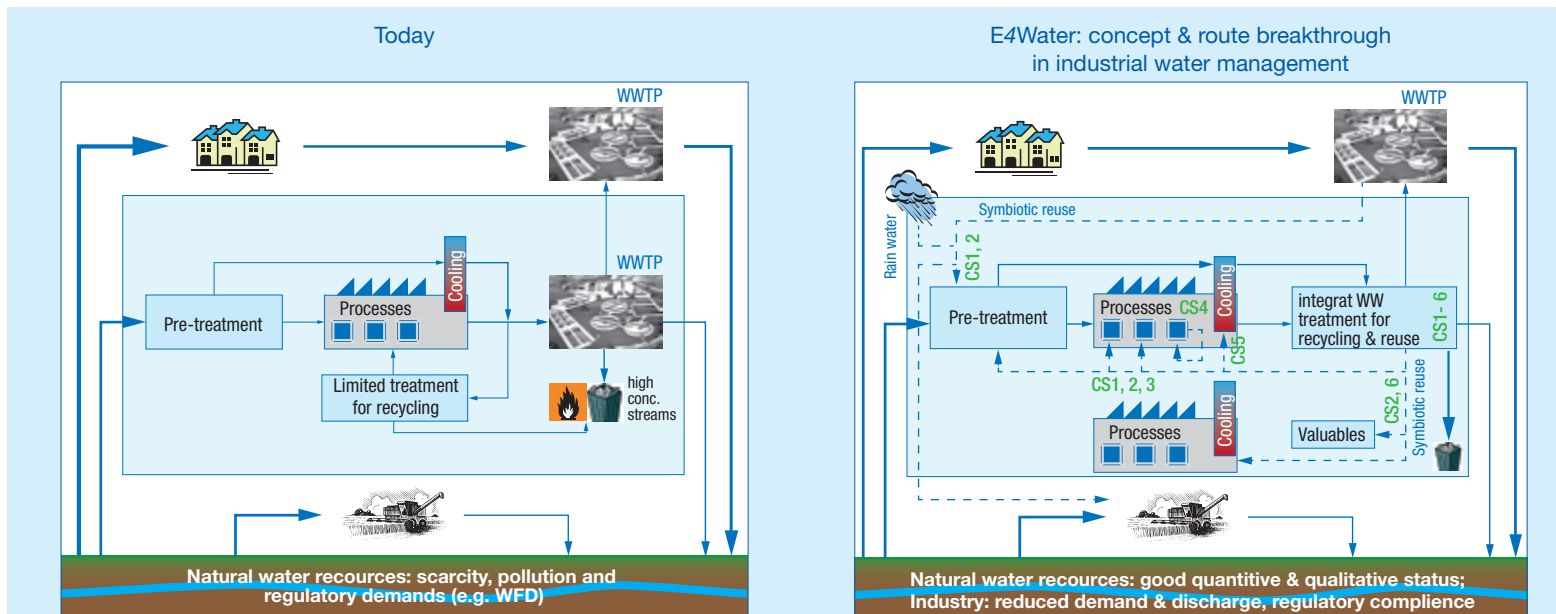 Today
WWTP
WWTP
Cooling
Pre-treatment
Processes
Limited treatment
for recycling
high
conc.
streams
Natural water recources: scarcity, pollution and
regulatory demands (e.g. WFD)
E4Water: concept & route breakthrough
in industrial water management
WWTP
Rain water
Symbiotic reuse
CS1, 2
Pre-treatment
Processes
CS4
Cooling
integrat WW
treatment for
recycling & reuse
CS1- 6
CS5
CS1, 2, 3
CS2, 6
Symbiotic reuse
Processes
Cooling
Valuables
Natural water recources: good quantitive & qualitative status;
Industry: reduced demand & discharge, regulatory complience